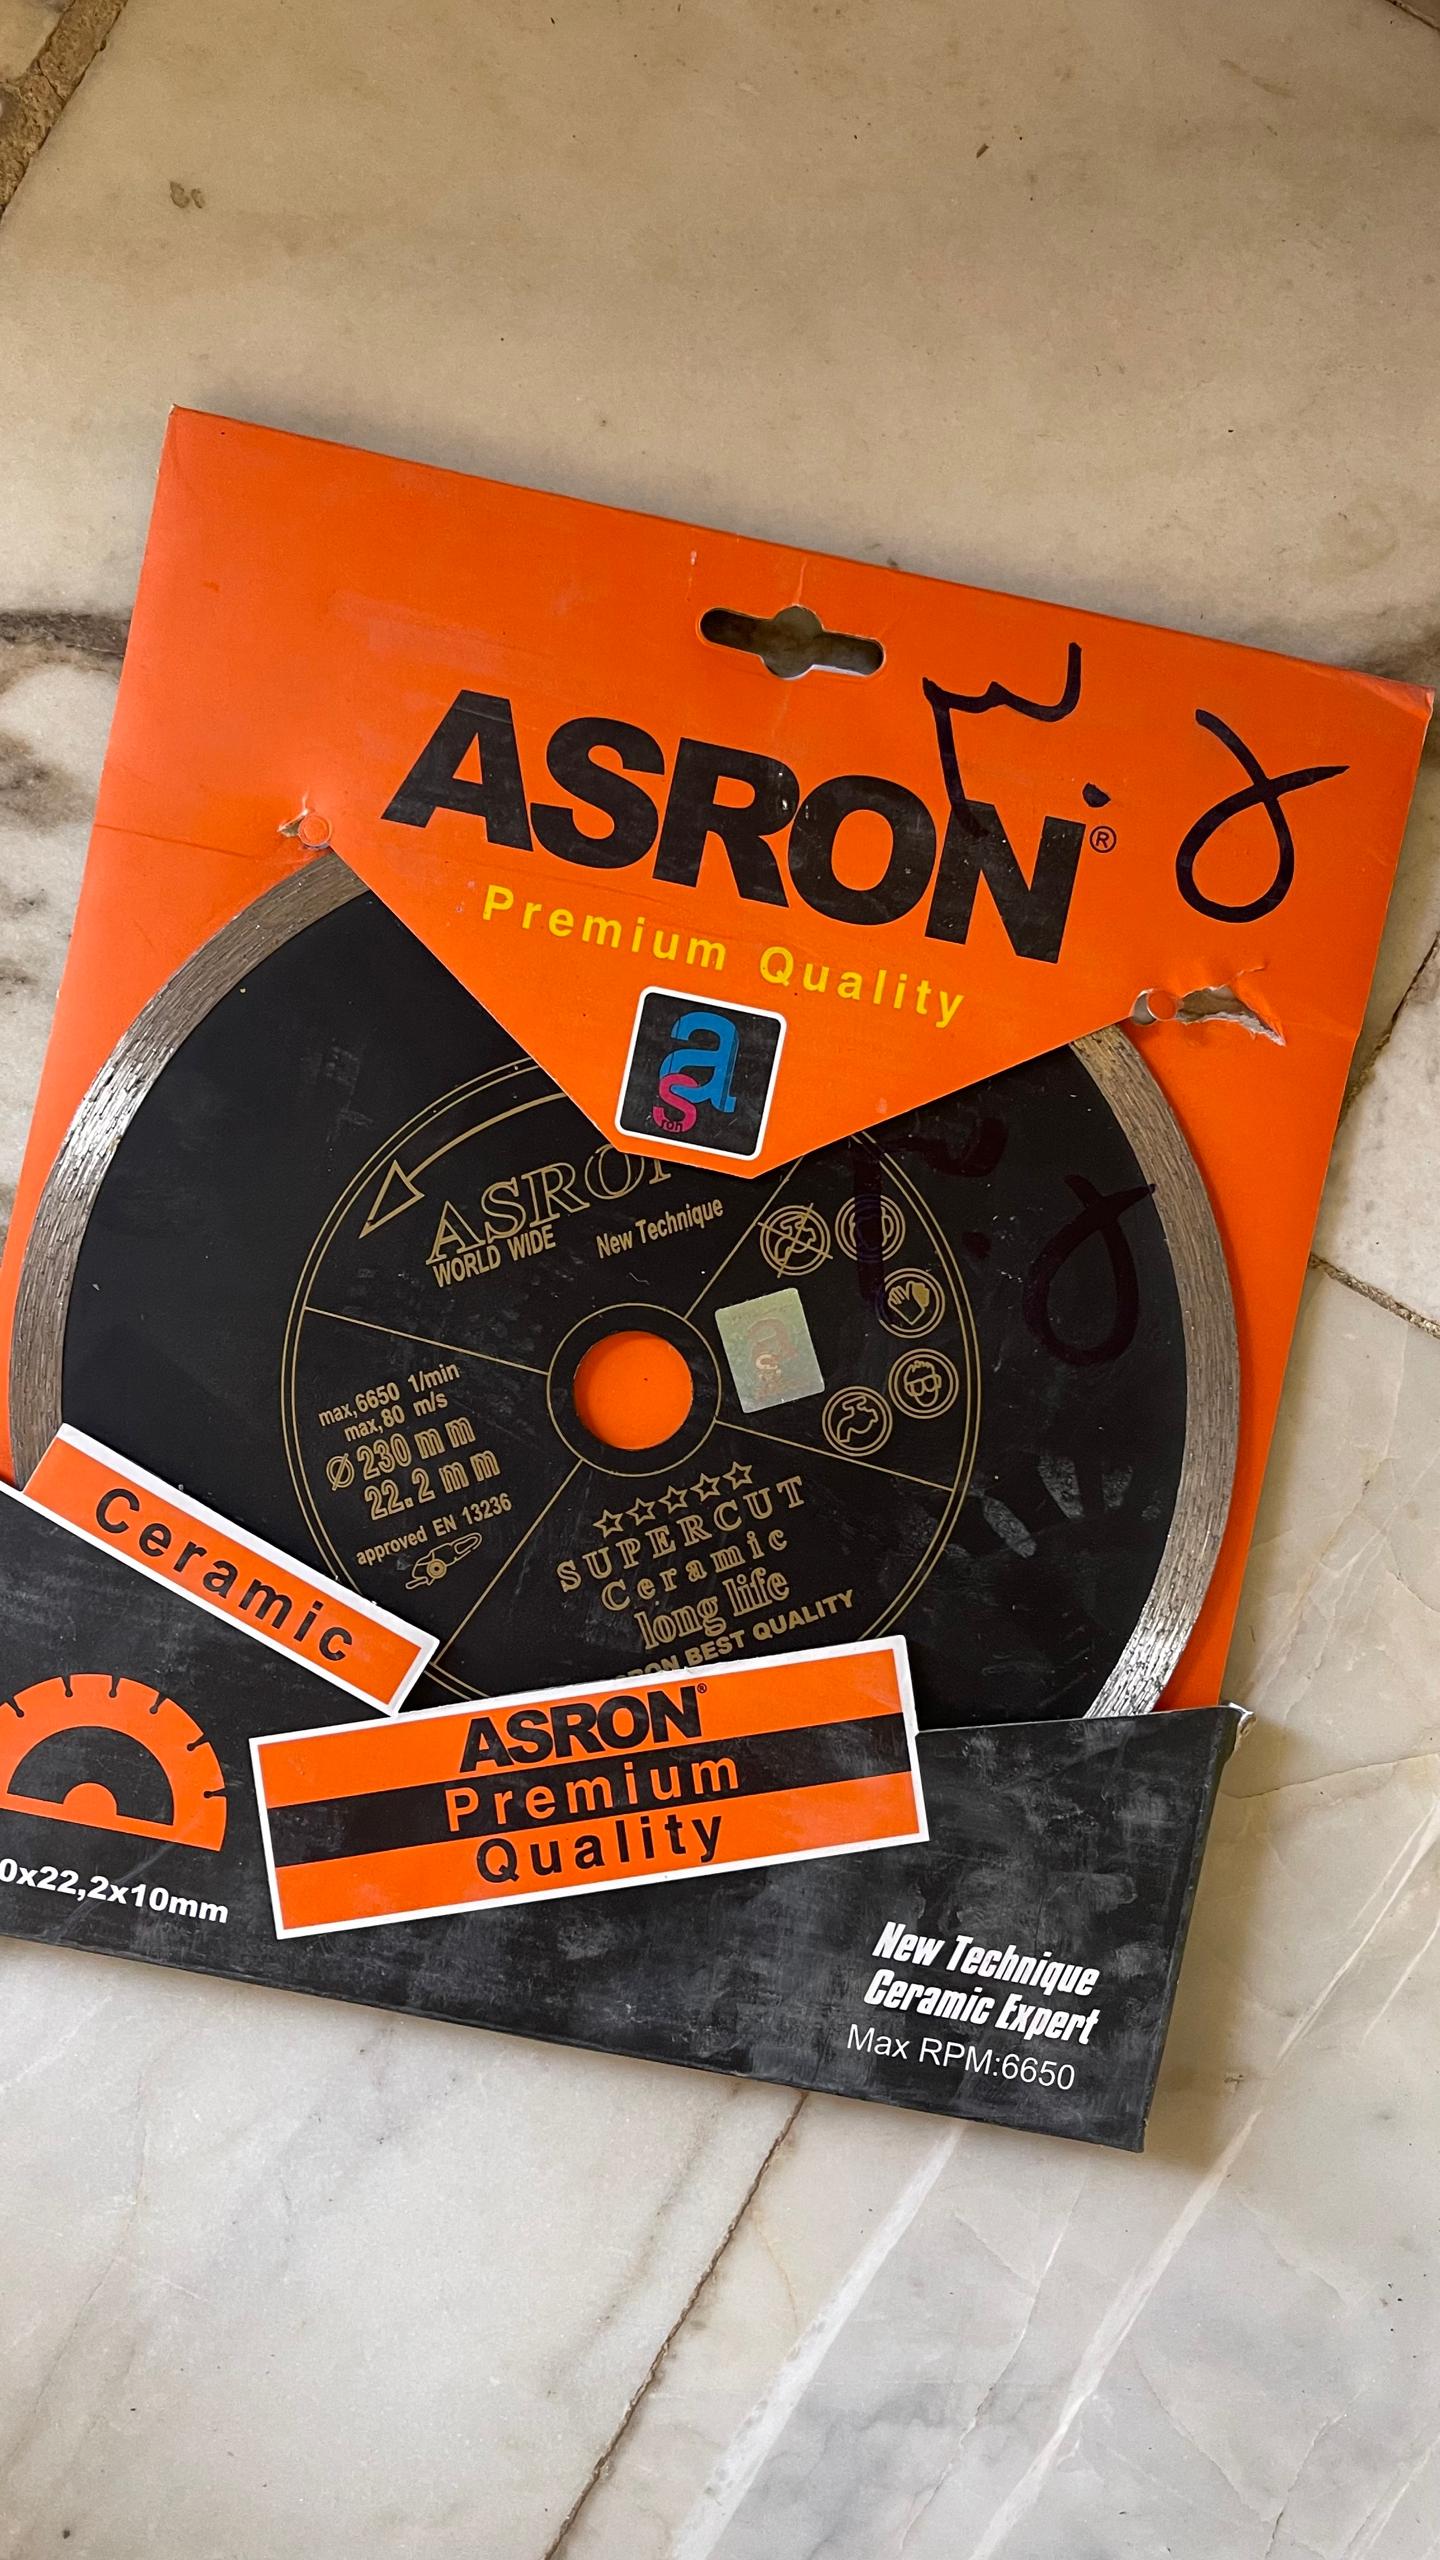 ASRON®
Premium Quality
as
ron
ASRON
WORLD WIDE
New Technique
max,6650 1/min
max,80 m/s
Ø 230 mm
22.2 mm
approved EN 13236
SUPERCUT
Ceramic
long life
BEST QUALITY
Ceramic
ASRON®
Premium
Quality
0x22,2x10mm
New Technique
Ceramic Expert
Max RPM:6650